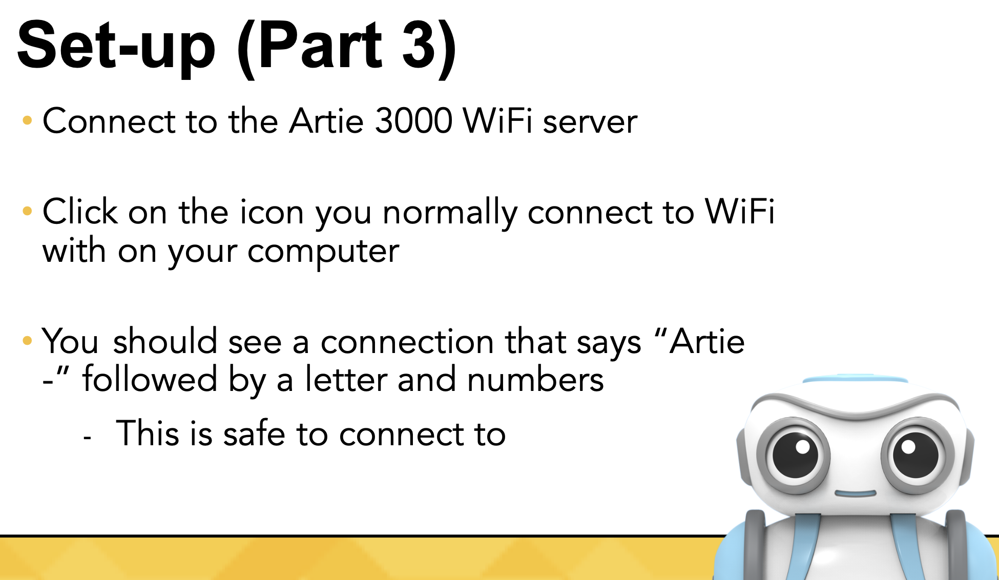 Set-up (Part 3)
• Connect to the Artie 3000 WiFi server
• Click on the icon you normally connect to WiFi
with on your computer
• You should see a connection that says “Artie
-” followed by a letter and numbers
- This is safe to connect to